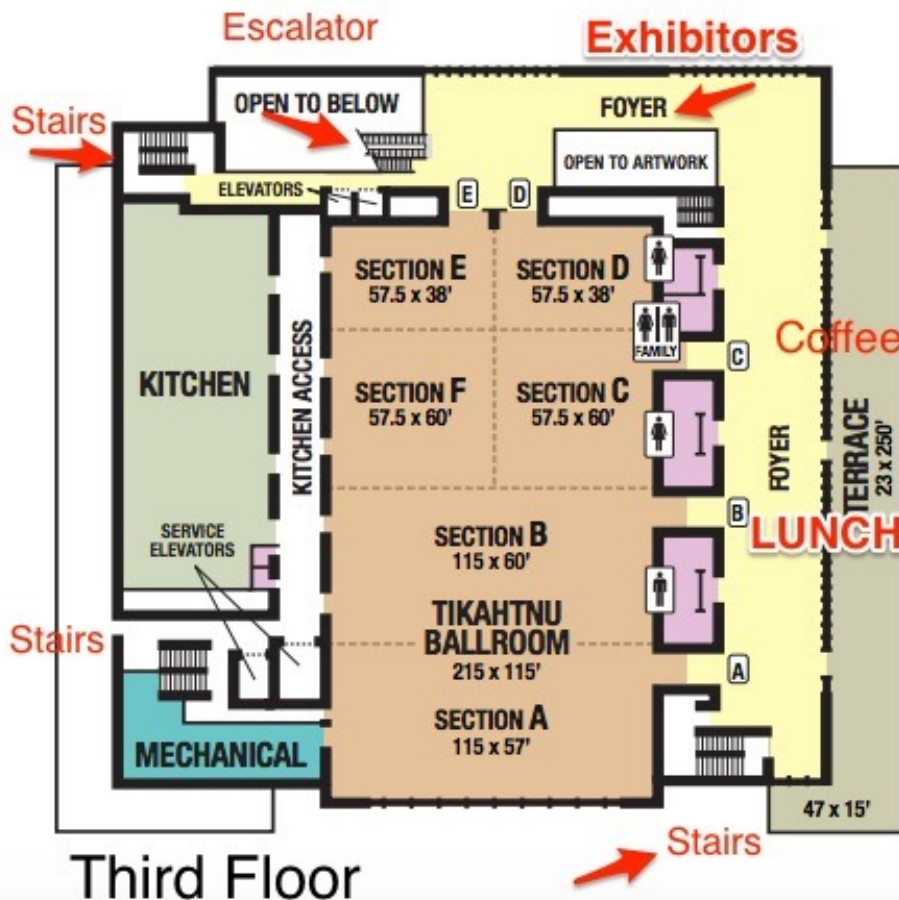 Escalator
Exhibitors
OPEN TO BELOW
FOYER
Stairs
OPEN TO ARTWORK
ELEVATORS
E
D
SECTION E
57.5 x 38'
SECTION D
57.5 x 38'
FAMILY
Coffee
C
KITCHEN
KITCHEN ACCESS
SECTION F
57.5 x 60'
SECTION C
57.5 x 60'
FOYER
TERRACE
23 x 250'
B
LUNCH
SERVICE
ELEVATORS
SECTION B
115 x 60'
TIKAHTNU
BALLROOM
215 x 115'
Stairs
A
SECTION A
115 x 57'
MECHANICAL
47 x 15'
Stairs
Third Floor